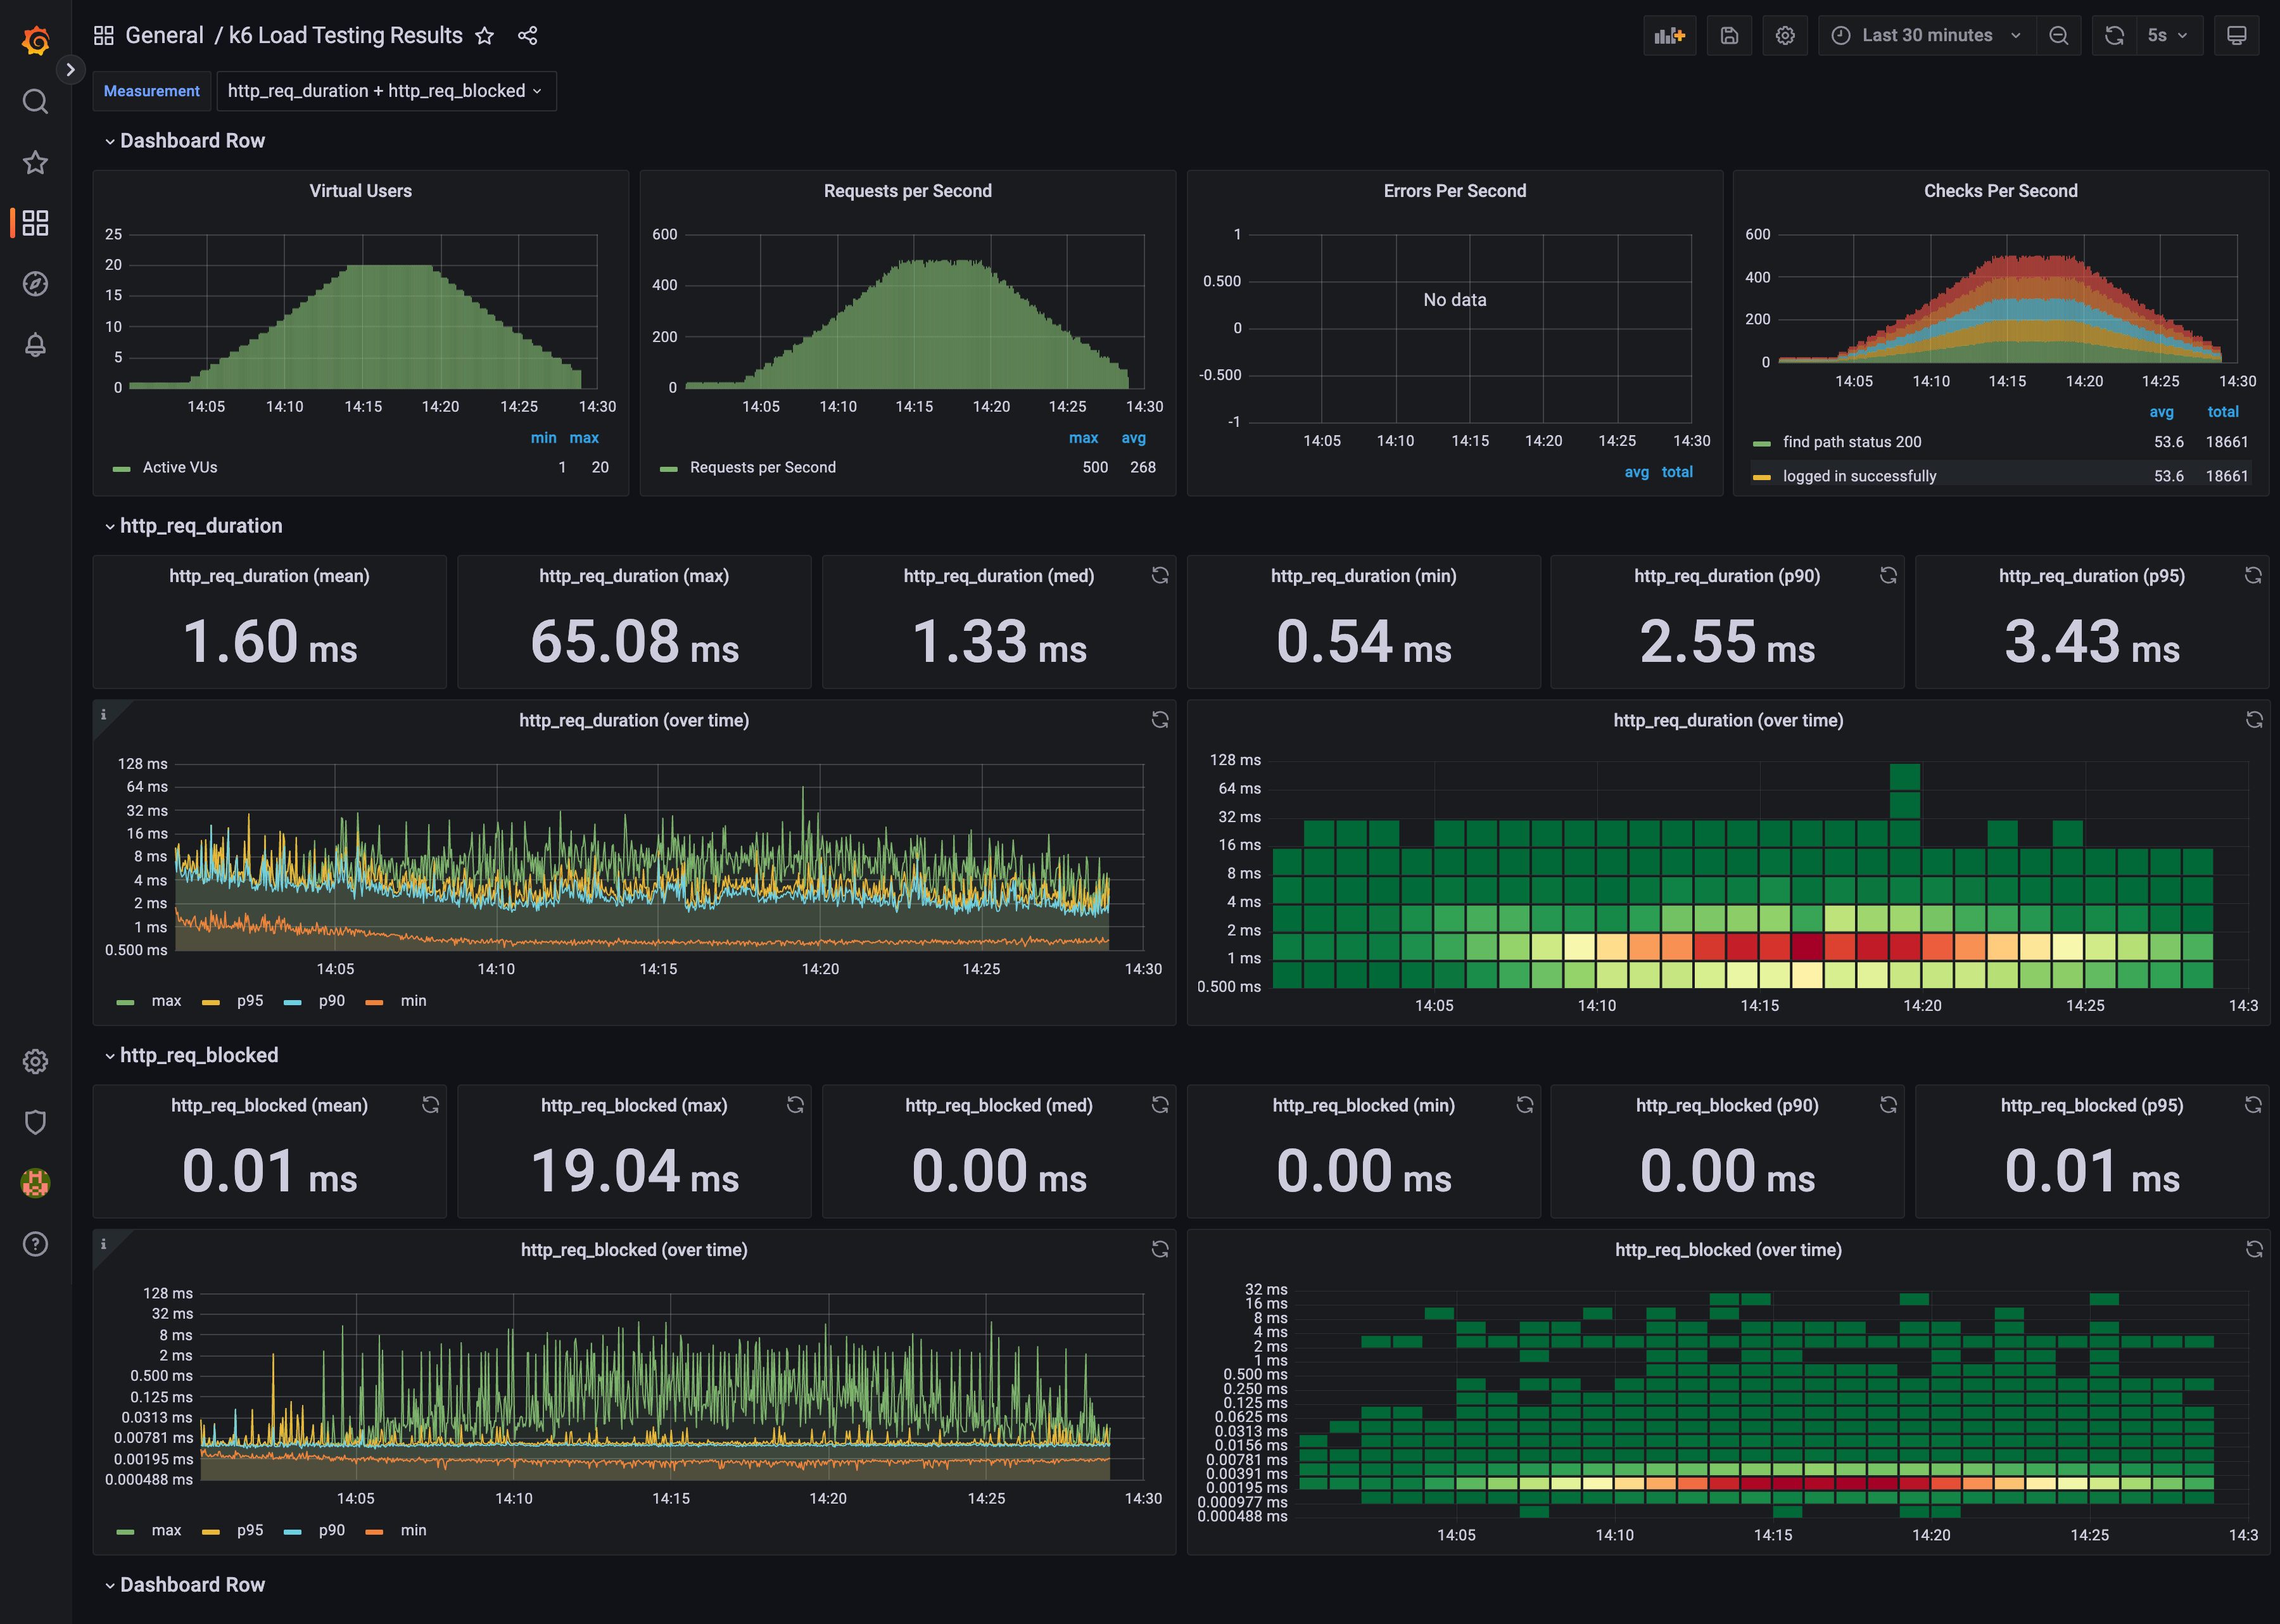 General / k6 Load Testing Results
Last 30 minutes
5s
Measurement
http_req_duration + http_req_blocked
Dashboard Row
Virtual Users
25
20
15
10
5
0
14:05 14:10 14:15 14:20 14:25 14:30
min max
Active VUs 1 20
Requests per Second
600
400
200
0
14:05 14:10 14:15 14:20 14:25 14:30
max avg
Requests per Second 500 268
Errors Per Second
1
0.500
0
-0.500
-1
No data
14:05 14:10 14:15 14:20 14:25 14:30
avg total
Checks Per Second
600
400
200
0
14:05 14:10 14:15 14:20 14:25 14:30
avg total
find path status 200 53.6 18661
logged in successfully 53.6 18661
http_req_duration
http_req_duration (mean)
1.60 ms
http_req_duration (max)
65.08 ms
http_req_duration (med)
1.33 ms
http_req_duration (min)
0.54 ms
http_req_duration (p90)
2.55 ms
http_req_duration (p95)
3.43 ms
i
http_req_duration (over time)
128 ms
64 ms
32 ms
16 ms
8 ms
4 ms
2 ms
1 ms
0.500 ms
14:05 14:10 14:15 14:20 14:25 14:30
max p95 p90 min
http_req_duration (over time)
128 ms
64 ms
32 ms
16 ms
8 ms
4 ms
2 ms
1 ms
0.500 ms
14:05 14:10 14:15 14:20 14:25 14:3
http_req_blocked
http_req_blocked (mean)
0.01 ms
http_req_blocked (max)
19.04 ms
http_req_blocked (med)
0.00 ms
http_req_blocked (min)
0.00 ms
http_req_blocked (p90)
0.00 ms
http_req_blocked (p95)
0.01 ms
i
http_req_blocked (over time)
128 ms
32 ms
8 ms
2 ms
0.500 ms
0.125 ms
0.0313 ms
0.00781 ms
0.00195 ms
0.000488 ms
14:05 14:10 14:15 14:20 14:25 14:30
max p95 p90 min
http_req_blocked (over time)
32 ms
16 ms
8 ms
4 ms
2 ms
1 ms
0.500 ms
0.250 ms
0.125 ms
0.0625 ms
0.0313 ms
0.0156 ms
0.00781 ms
0.00391 ms
0.00195 ms
0.000977 ms
0.000488 ms
14:05 14:10 14:15 14:20 14:25 14:3
Dashboard Row